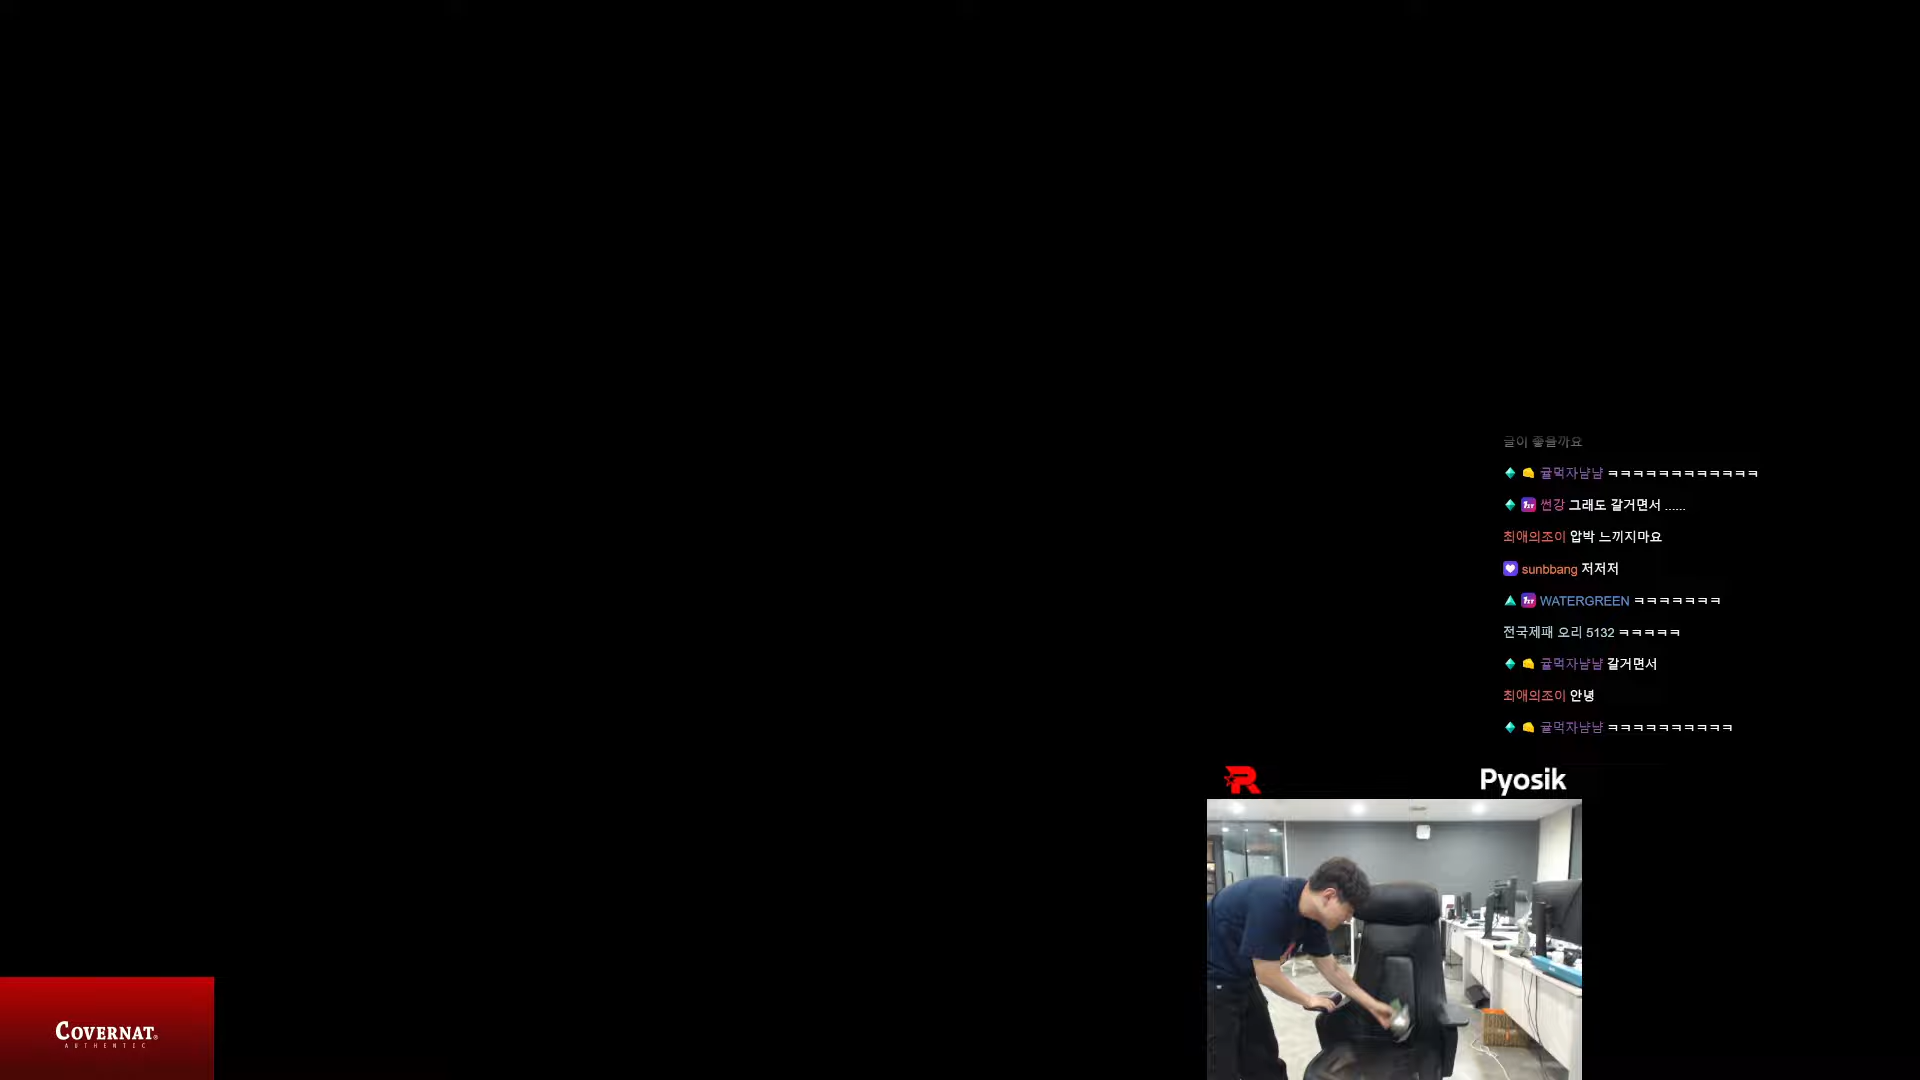 글이 좋을까요
귤먹자냠냠 ㅋㅋㅋㅋㅋㅋㅋㅋㅋㅋㅋㅋ
썬강 그래도 갈거면서 ......
최애의조이 압박 느끼지마요
sunbbang 저저저
WATERGREEN ㅋㅋㅋㅋㅋㅋㅋ
전국제패 오리 5132 ㅋㅋㅋㅋㅋ
귤먹자냠냠 갈거면서
최애의조이 안녕
귤먹자냠냠 ㅋㅋㅋㅋㅋㅋㅋㅋㅋㅋ
Pyosik
COVERNAT®
AUTHENTIC